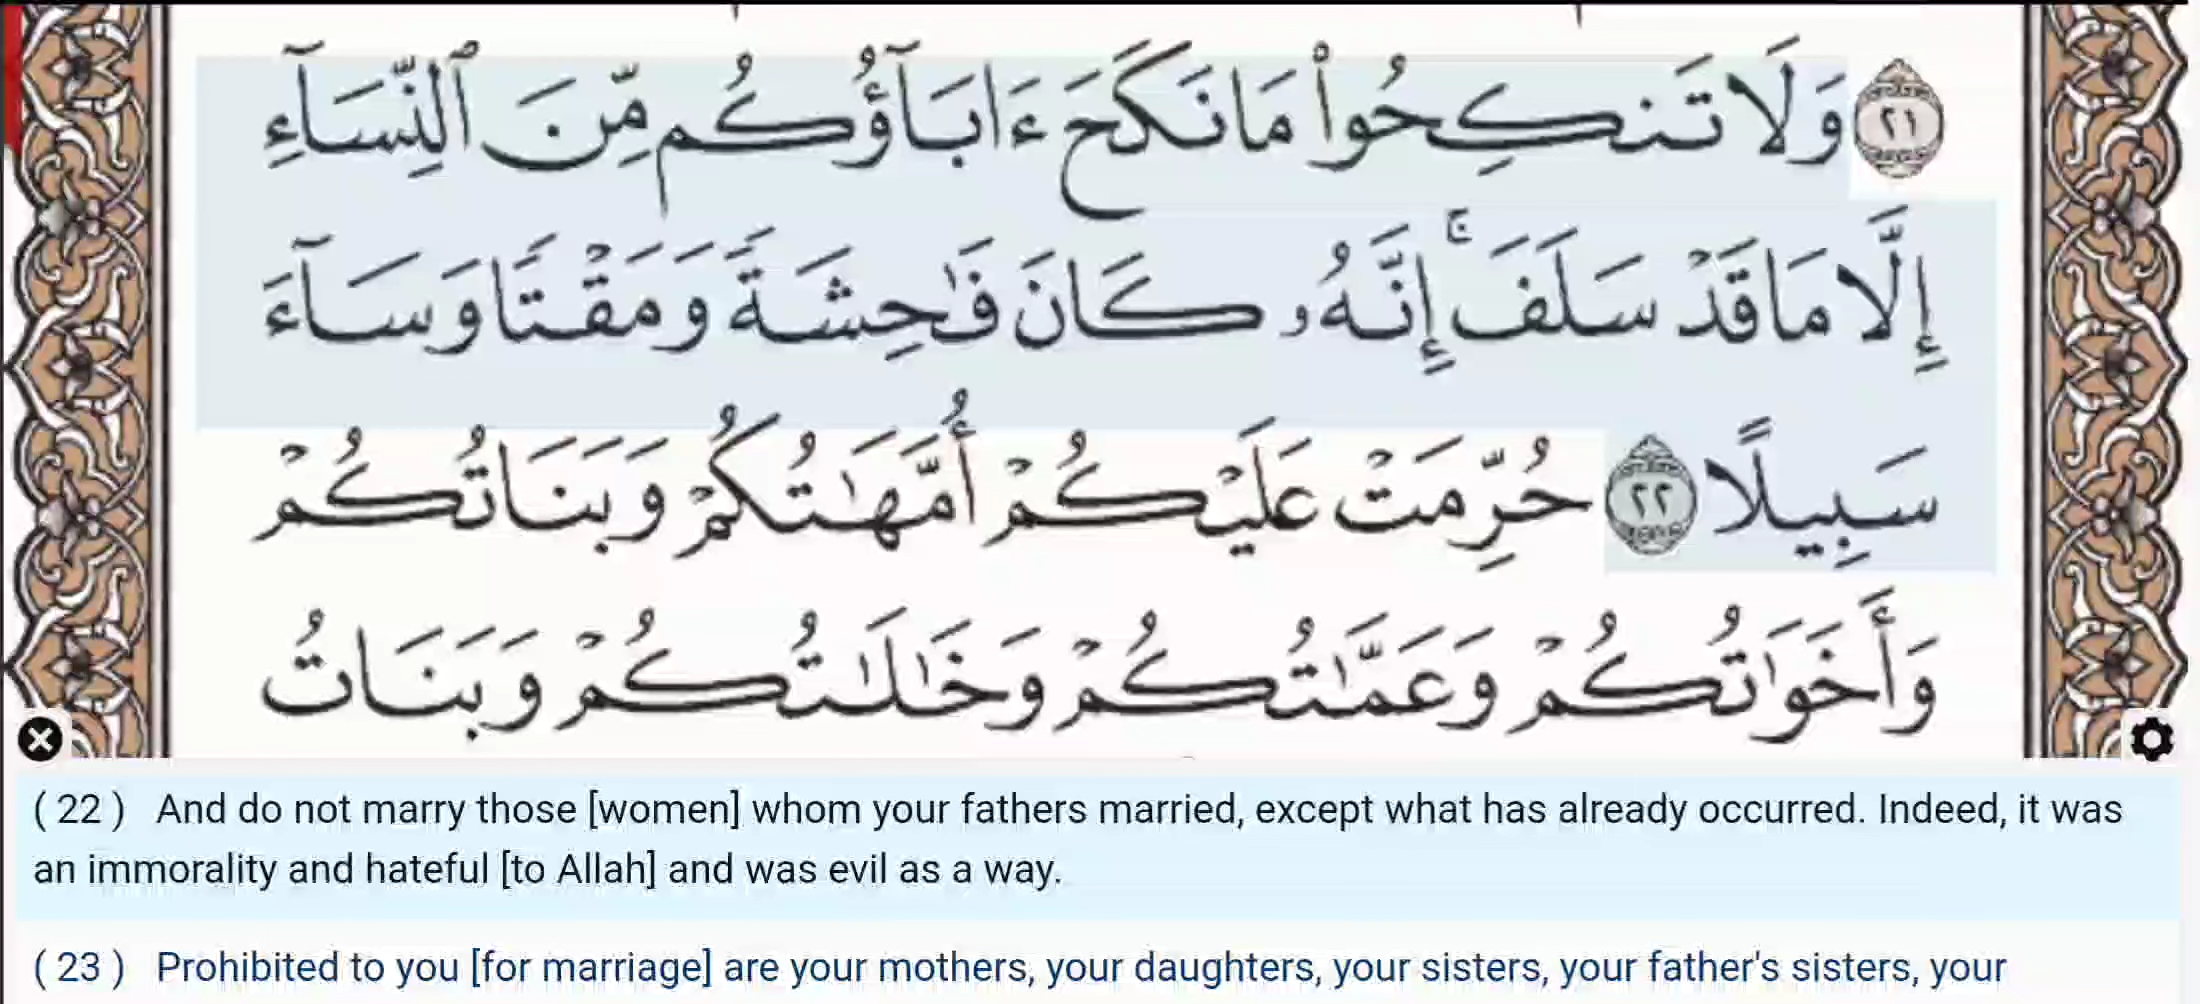 ٢١ وَلَا تَنكِحُوا۟ مَا نَكَحَ ءَابَآؤُكُم مِّنَ ٱلنِّسَآءِ
إِلَّا مَا قَدْ سَلَفَ ۚ إِنَّهُۥ كَانَ فَـٰحِشَةً وَمَقْتًا وَسَآءَ
سَبِيلًا ٢٢ حُرِّمَتْ عَلَيْكُمْ أُمَّهَـٰتُكُمْ وَبَنَاتُكُمْ
وَأَخَوَٰتُكُمْ وَعَمَّـٰتُكُمْ وَخَـٰلَـٰتُكُمْ وَبَنَاتُ
( 22 ) And do not marry those [women] whom your fathers married, except what has already occurred. Indeed, it was
an immorality and hateful [to Allah] and was evil as a way.
( 23 ) Prohibited to you [for marriage] are your mothers, your daughters, your sisters, your father's sisters, your